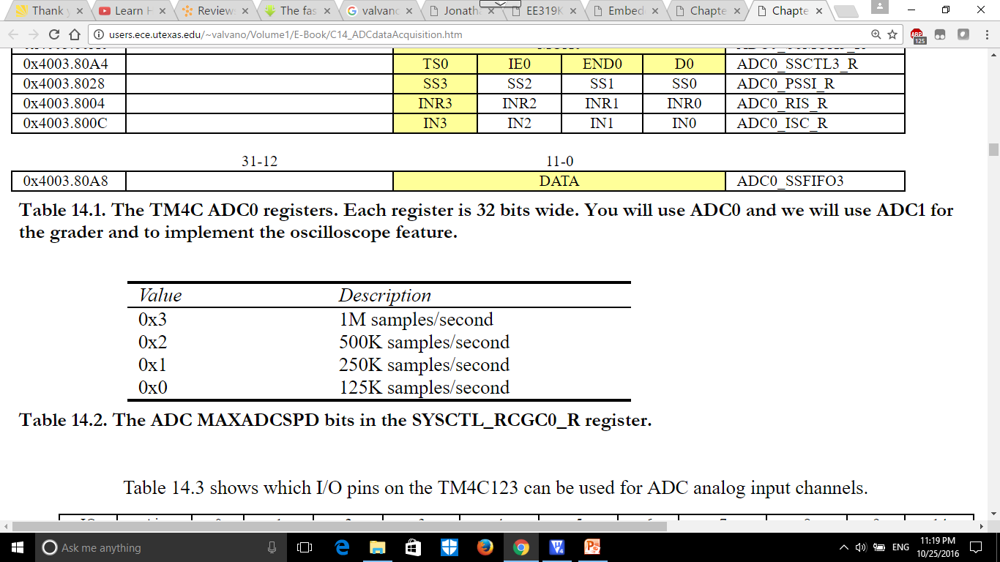 Thank Learn Review The fas valvano Jonath EE319K Embed Chapte Chapte
users.ece.utexas.edu/~valvano/Volume1/E-Book/C14_ADCdataAcquisition.htm
ABP
125
0x4003.80A4 TS0 IE0 END0 D0 ADC0_SSCTL3_R
0x4003.8028 SS3 SS2 SS1 SS0 ADC0_PSSI_R
0x4003.8004 INR3 INR2 INR1 INR0 ADC0_RIS_R
0x4003.800C IN3 IN2 IN1 IN0 ADC0_ISC_R
31-12 11-0
0x4003.80A8 DATA ADC0_SSFIFO3
Table 14.1. The TM4C ADC0 registers. Each register is 32 bits wide. You will use ADC0 and we will use ADC1 for
the grader and to implement the oscilloscope feature.
Value Description
0x3 1M samples/second
0x2 500K samples/second
0x1 250K samples/second
0x0 125K samples/second
Table 14.2. The ADC MAXADCSPD bits in the SYSCTL_RCGC0_R register.
Table 14.3 shows which I/O pins on the TM4C123 can be used for ADC analog input channels.
Ask me anything
ENG
11:19 PM
10/25/2016